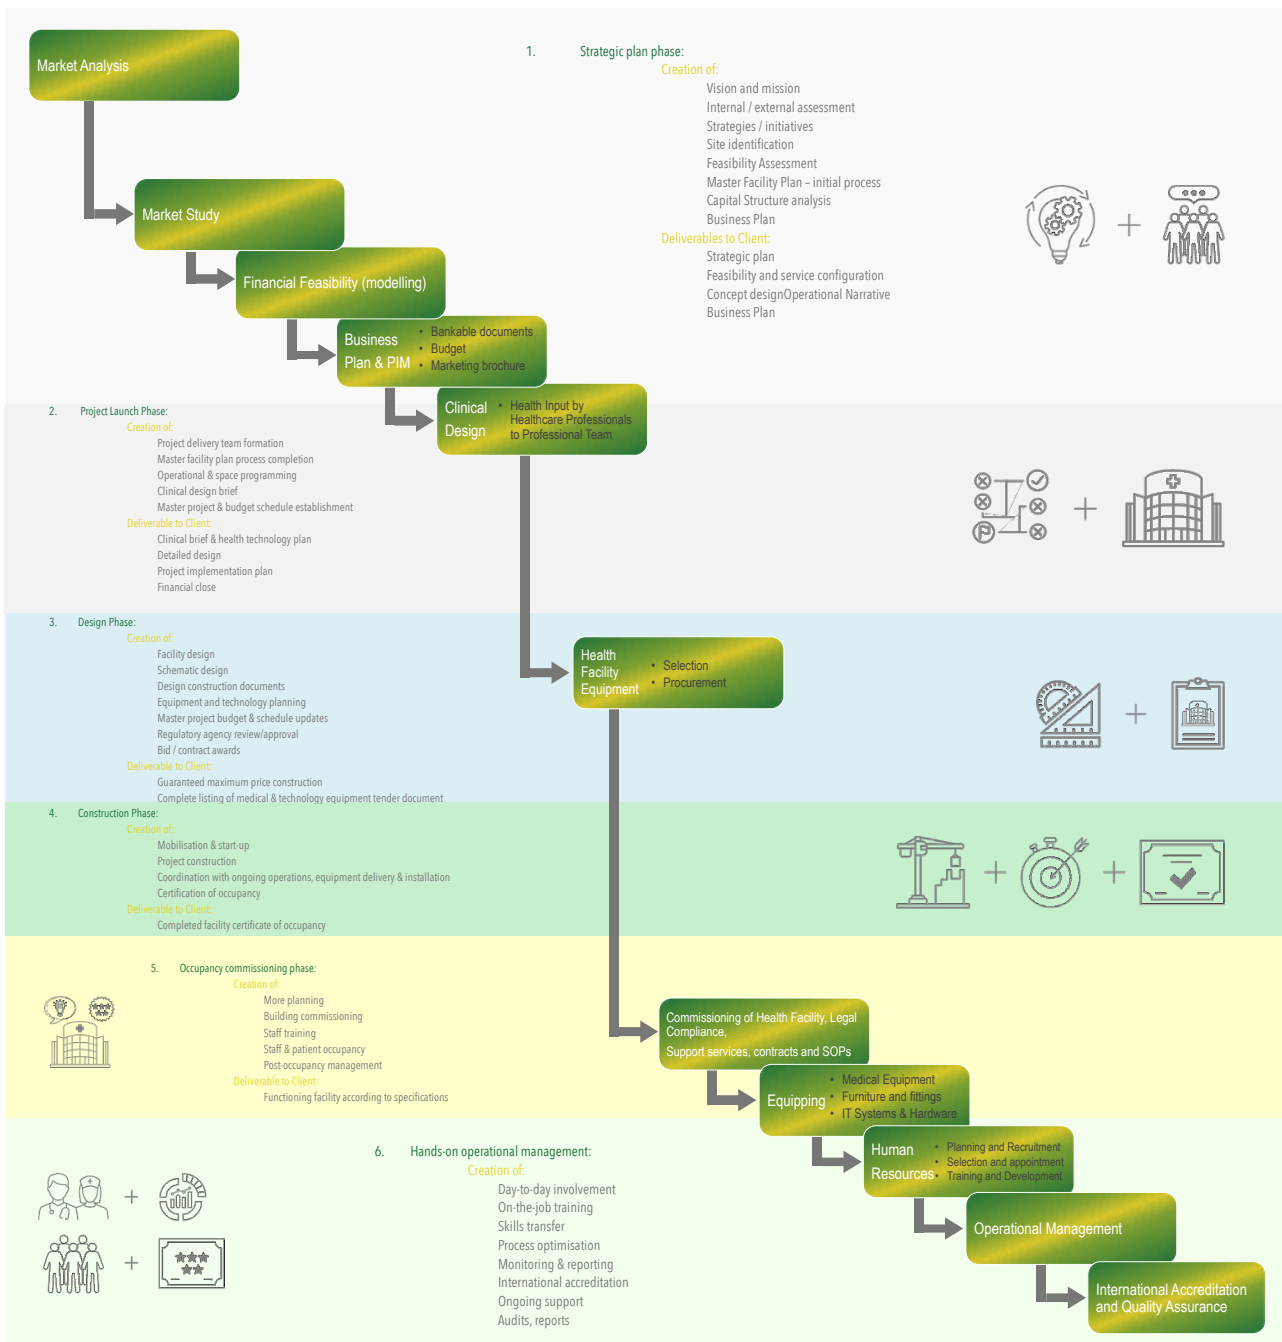 Market Analysis
1. Strategic plan phase:
Creation of:
Vision and mission
Internal / external assessment
Strategies / initiatives
Site identification
Feasibility Assessment
Master Facility Plan – initial process
Capital Structure analysis
Business Plan
Deliverables to Client:
Strategic plan
Feasibility and service configuration
Concept designOperational Narrative
Business Plan
Market Study
Financial Feasibility (modelling)
Business
Plan & PIM
• Bankable documents
• Budget
• Marketing brochure
Clinical
Design
• Health Input by
Healthcare Professionals
to Professional Team
2. Project Launch Phase:
Creation of:
Project delivery team formation
Master facility plan process completion
Operational & space programming
Clinical design brief
Master project & budget schedule establishment
Deliverable to Client:
Clinical brief & health technology plan
Detailed design
Project implementation plan
Financial close
3. Design Phase:
Creation of:
Facility design
Schematic design
Design construction documents
Equipment and technology planning
Master project budget & schedule updates
Regulatory agency review/approval
Bid / contract awards
Deliverable to Client:
Guaranteed maximum price construction
Complete listing of medical & technology equipment tender document
Health
Facility
Equipment
• Selection
• Procurement
4. Construction Phase:
Creation of:
Mobilisation & start-up
Project construction
Coordination with ongoing operations, equipment delivery & installation
Certification of occupancy
Deliverable to Client:
Completed facility certificate of occupancy
5. Occupancy commissioning phase:
Creation of:
More planning
Building commissioning
Staff training
Staff & patient occupancy
Post-occupancy management
Deliverable to Client:
Functioning facility according to specifications
Commissioning of Health Facility, Legal
Compliance,
Support services, contracts and SOPs
Equipping
• Medical Equipment
• Furniture and fittings
• IT Systems & Hardware
Human
Resources
• Planning and Recruitment
• Selection and appointment
• Training and Development
6. Hands-on operational management:
Creation of:
Day-to-day involvement
On-the-job training
Skills transfer
Process optimisation
Monitoring & reporting
International accreditation
Ongoing support
Audits, reports
Operational Management
International Accreditation
and Quality Assurance